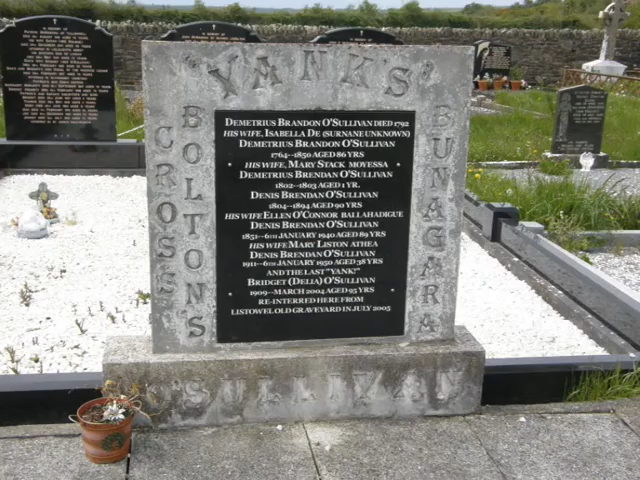 "YANK'S"
CROSS
BOLTON'S
DEMETRIUS BRANDON O'SULLIVAN DIED 1792
HIS WIFE, ISABELLA DE (SURNANE UNKNOWN)
DEMETRIUS BRANDON O'SULLIVAN
1764--1850 AGED 86 YRS
HIS WIFE, MARY STACK MOYESSA
DEMETRIUS BRENDAN O'SULLIVAN
1802--1803 AGED 1 YR.
DENIS BRENDAN O'SULLIVAN
1804--1894 AGED 90 YRS
HIS WIFE ELLEN O'CONNOR BALLAHADIGUE
DENIS BRENDAN O'SULLIVAN
1851--6TH JANUARY 1940 AGED 89 YRS
HIS WIFE MARY LISTON ATHEA
DENIS BRENDAN O'SULLIVAN
1911--6TH JANUARY 1950 AGED 38 YRS
AND THE LAST "YANK!"
BRIDGET (DELIA) O'SULLIVAN
1909--MARCH 2004 AGED 95 YRS
RE-INTERRED HERE FROM
LISTOWEL OLD GRAVEYARD IN JULY 2005
BUNAGARA
O'SULLIVAN